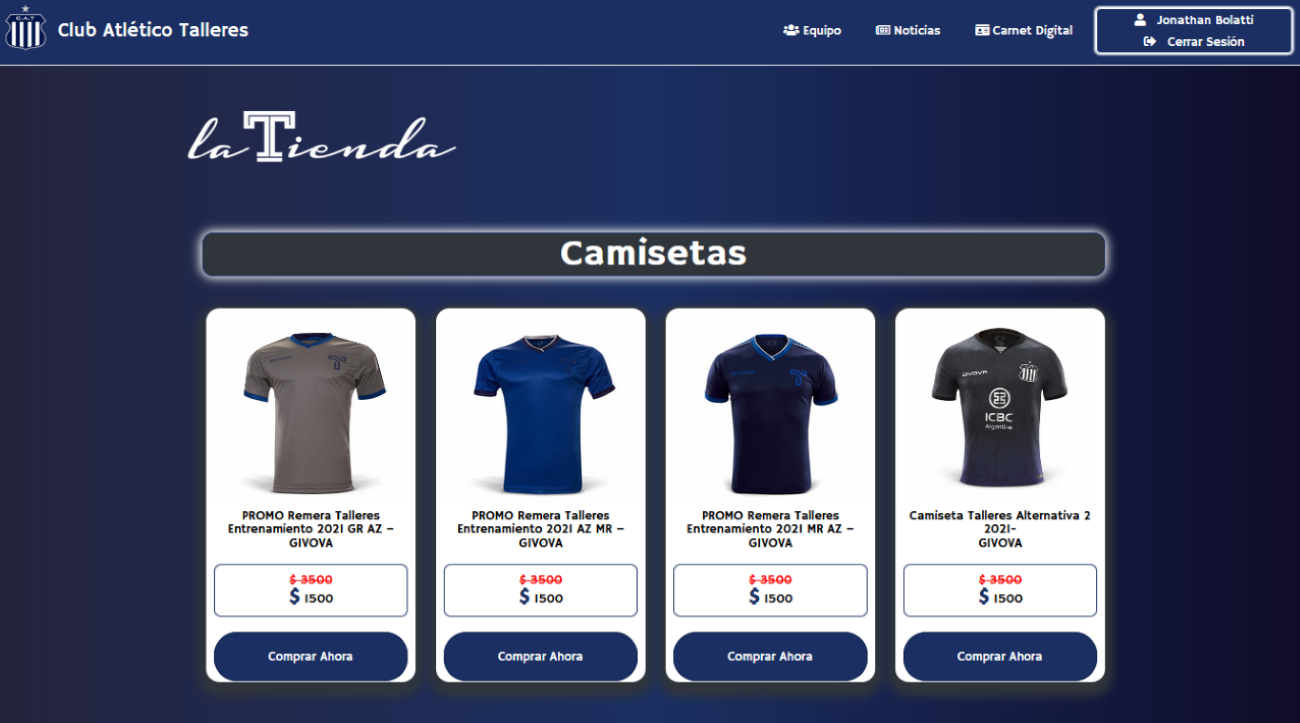 C.A.T
Club Atlético Talleres
Equipo
Noticias
Carnet Digital
Jonathan Bolatti
Cerrar Sesión
la Tienda
Camisetas
GIVOVA
ICBC
Argentina
PROMO Remera Talleres
Entrenamiento 2021 GR AZ –
GIVOVA
$ 3500
$ 1500
Comprar Ahora
PROMO Remera Talleres
Entrenamiento 2021 AZ MR –
GIVOVA
$ 3500
$ 1500
Comprar Ahora
PROMO Remera Talleres
Entrenamiento 2021 MR AZ –
GIVOVA
$ 3500
$ 1500
Comprar Ahora
Camiseta Talleres Alternativa 2
2021-
GIVOVA
$ 3500
$ 1500
Comprar Ahora